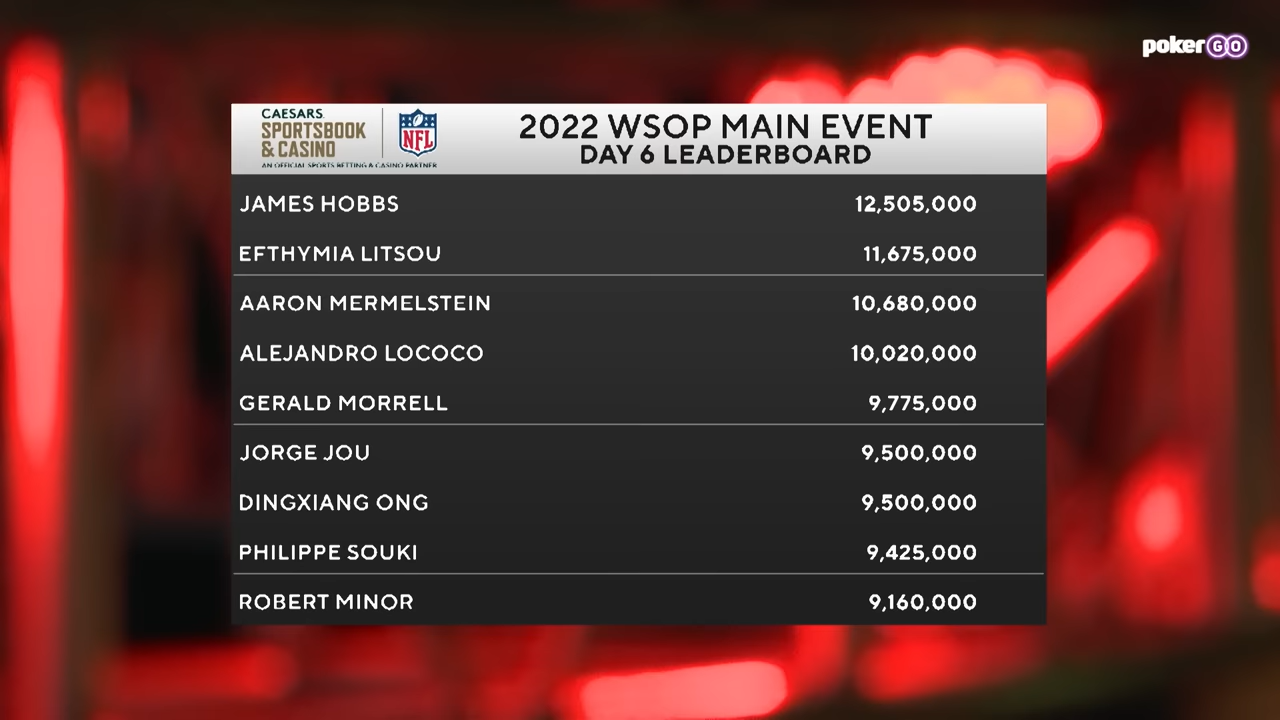 pokerGO
CAESARS
SPORTSBOOK
& CASINO
AN OFFICIAL SPORTS BETTING & CASINO PARTNER
NFL
2022 WSOP MAIN EVENT
DAY 6 LEADERBOARD
JAMES HOBBS 12,505,000
EFTHYMIA LITSOU 11,675,000
AARON MERMELSTEIN 10,680,000
ALEJANDRO LOCOCO 10,020,000
GERALD MORRELL 9,775,000
JORGE JOU 9,500,000
DINGXIANG ONG 9,500,000
PHILIPPE SOUKI 9,425,000
ROBERT MINOR 9,160,000